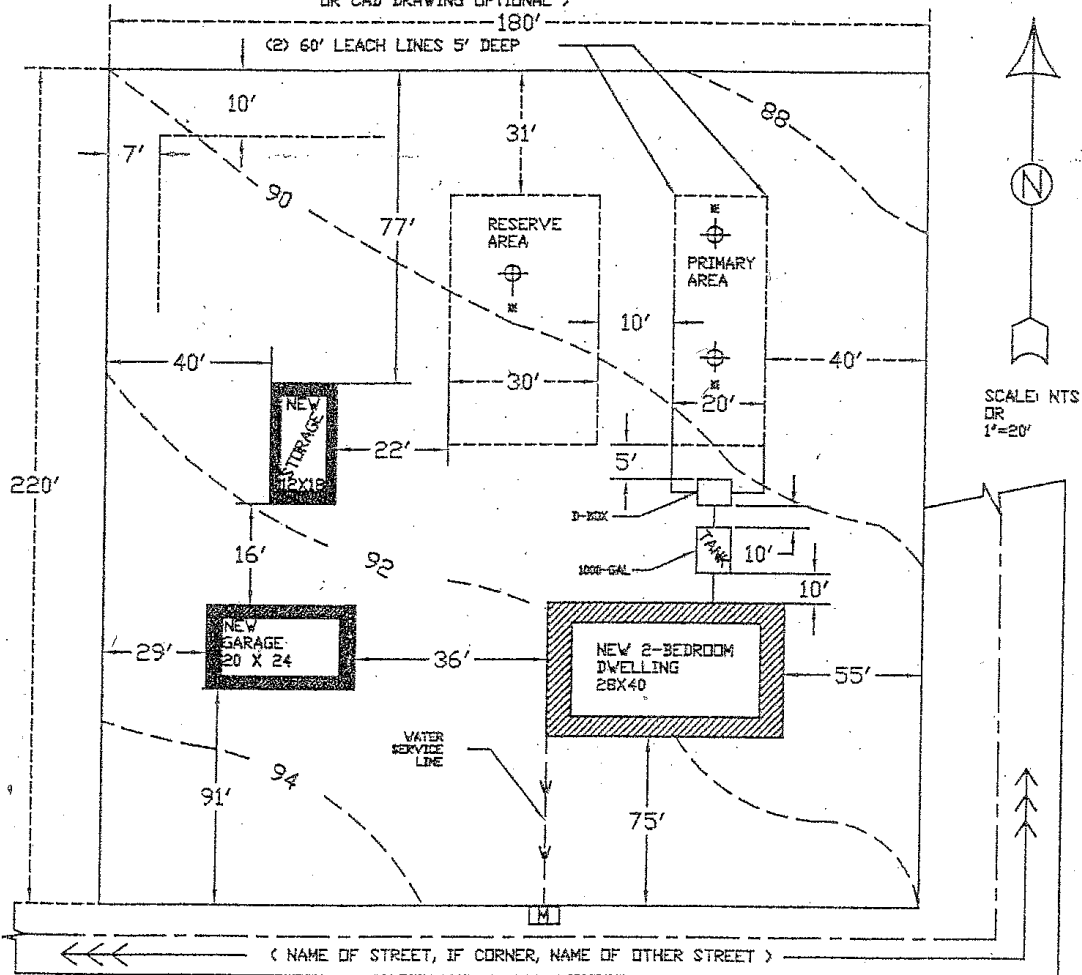 OR CAD DRAWING OPTIONAL )
180'
(2) 60' LEACH LINES 5' DEEP
10'
7'
31'
88
90
77'
RESERVE
AREA
PRIMARY
AREA
N
40'
10'
40'
30'
20'
SCALE: NTS
OR
1"=20'
NEW
STORAGE
22'
5'
220'
D-BOX
16'
92
TANK
10'
1000-GAL
10'
NEW
GARAGE
20 X 24
29'
36'
NEW 2-BEDROOM
DWELLING
28X40
55'
WATER
SERVICE
LINE
94
91'
75'
M
( NAME OF STREET, IF CORNER, NAME OF OTHER STREET )